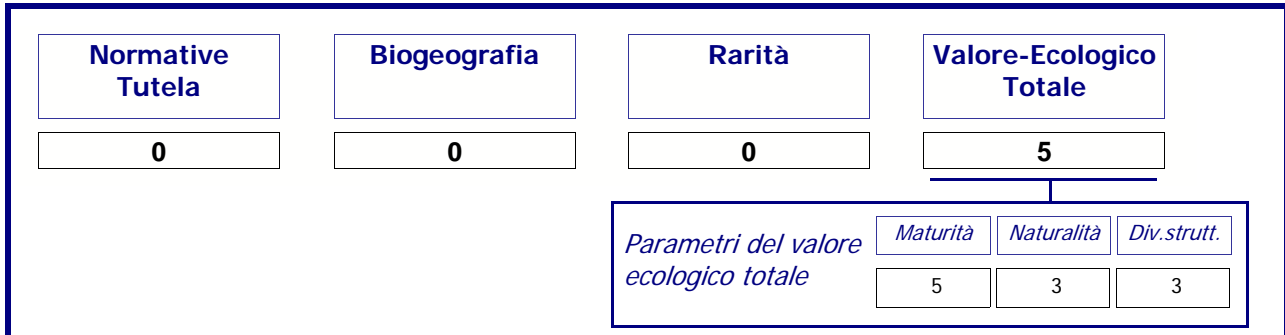 Normative
Tutela
Biogeografia
Rarità
Valore-Ecologico
Totale
0
0
0
5
Parametri del valore
ecologico totale
Maturità
Naturalità
Div.strutt.
5
3
3